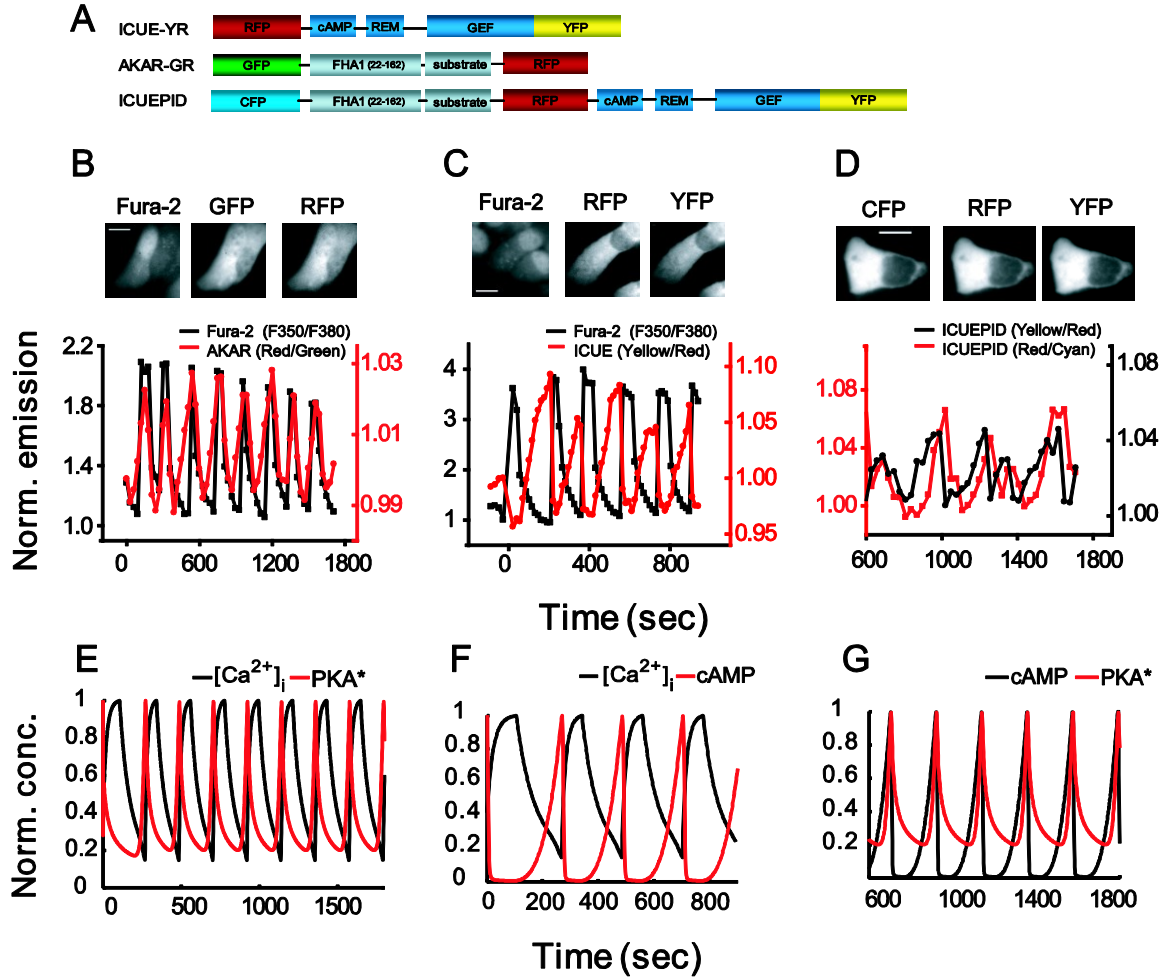 A
ICUE-YR RFP cAMP REM GEF YFP
AKAR-GR GFP FHA1 (22-162) substrate RFP
ICUEPID CFP FHA1 (22-162) substrate RFP cAMP REM GEF YFP
B
Fura-2 GFP RFP
C
Fura-2 RFP YFP
D
CFP RFP YFP
Norm. emission
Fura-2 (F350/F380)
AKAR (Red/Green)
2.2
1.8
1.4
1.0
1.03
1.01
0.99
0 600 1200 1800
Fura-2 (F350/F380)
ICUE (Yellow/Red)
4
3
2
1
1.10
1.05
1.00
0.95
0 400 800
ICUEPID (Yellow/Red)
ICUEPID (Red/Cyan)
1.08
1.04
1.00
1.08
1.04
1.00
600 1000 1400 1800
Time (sec)
Norm. conc.
E
[Ca2+]i PKA*
1
0.8
0.6
0.4
0.2
0
0 500 1000 1500
F
[Ca2+]i cAMP
1
0.8
0.6
0.4
0.2
0
0 200 400 600 800
G
cAMP PKA*
1
0.8
0.6
0.4
0.2
600 1000 1400 1800
Time (sec)